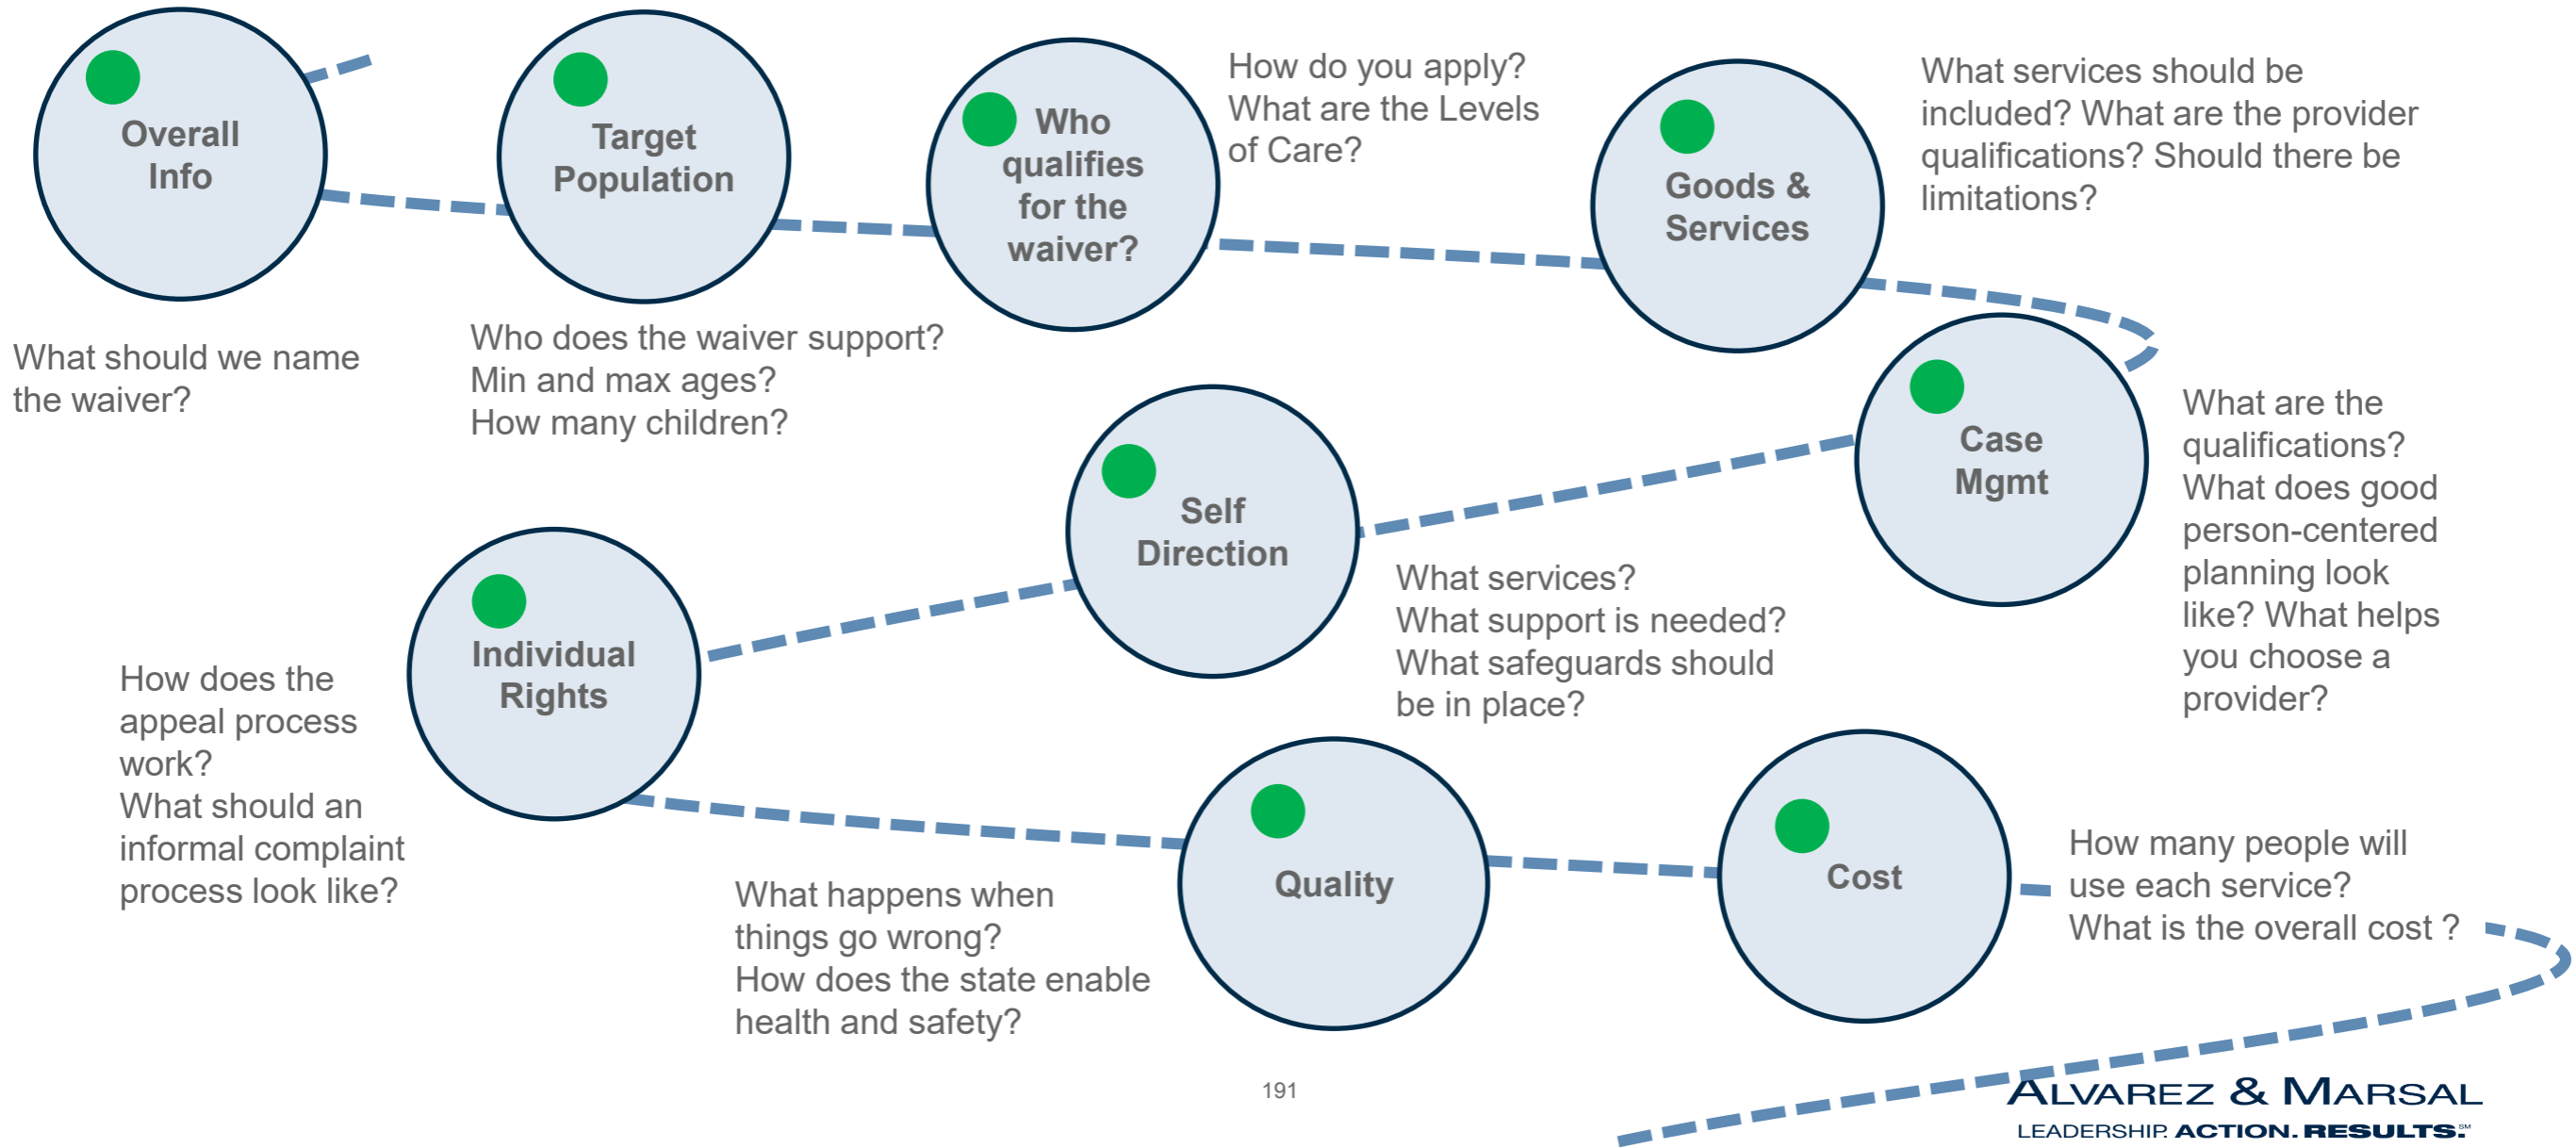 Overall
Info
What should we name
the waiver?
Target
Population
Who does the waiver support?
Min and max ages?
How many children?
Who
qualifies
for the
waiver?
How do you apply?
What are the Levels
of Care?
Goods &
Services
What services should be
included? What are the provider
qualifications? Should there be
limitations?
Case
Mgmt
What are the
qualifications?
What does good
person-centered
planning look
like? What helps
you choose a
provider?
Self
Direction
What services?
What support is needed?
What safeguards should
be in place?
Individual
Rights
How does the
appeal process
work?
What should an
informal complaint
process look like?
Quality
What happens when
things go wrong?
How does the state enable
health and safety?
Cost
How many people will
use each service?
What is the overall cost ?
191
ALVAREZ & MARSAL
LEADERSHIP. ACTION. RESULTS.℠